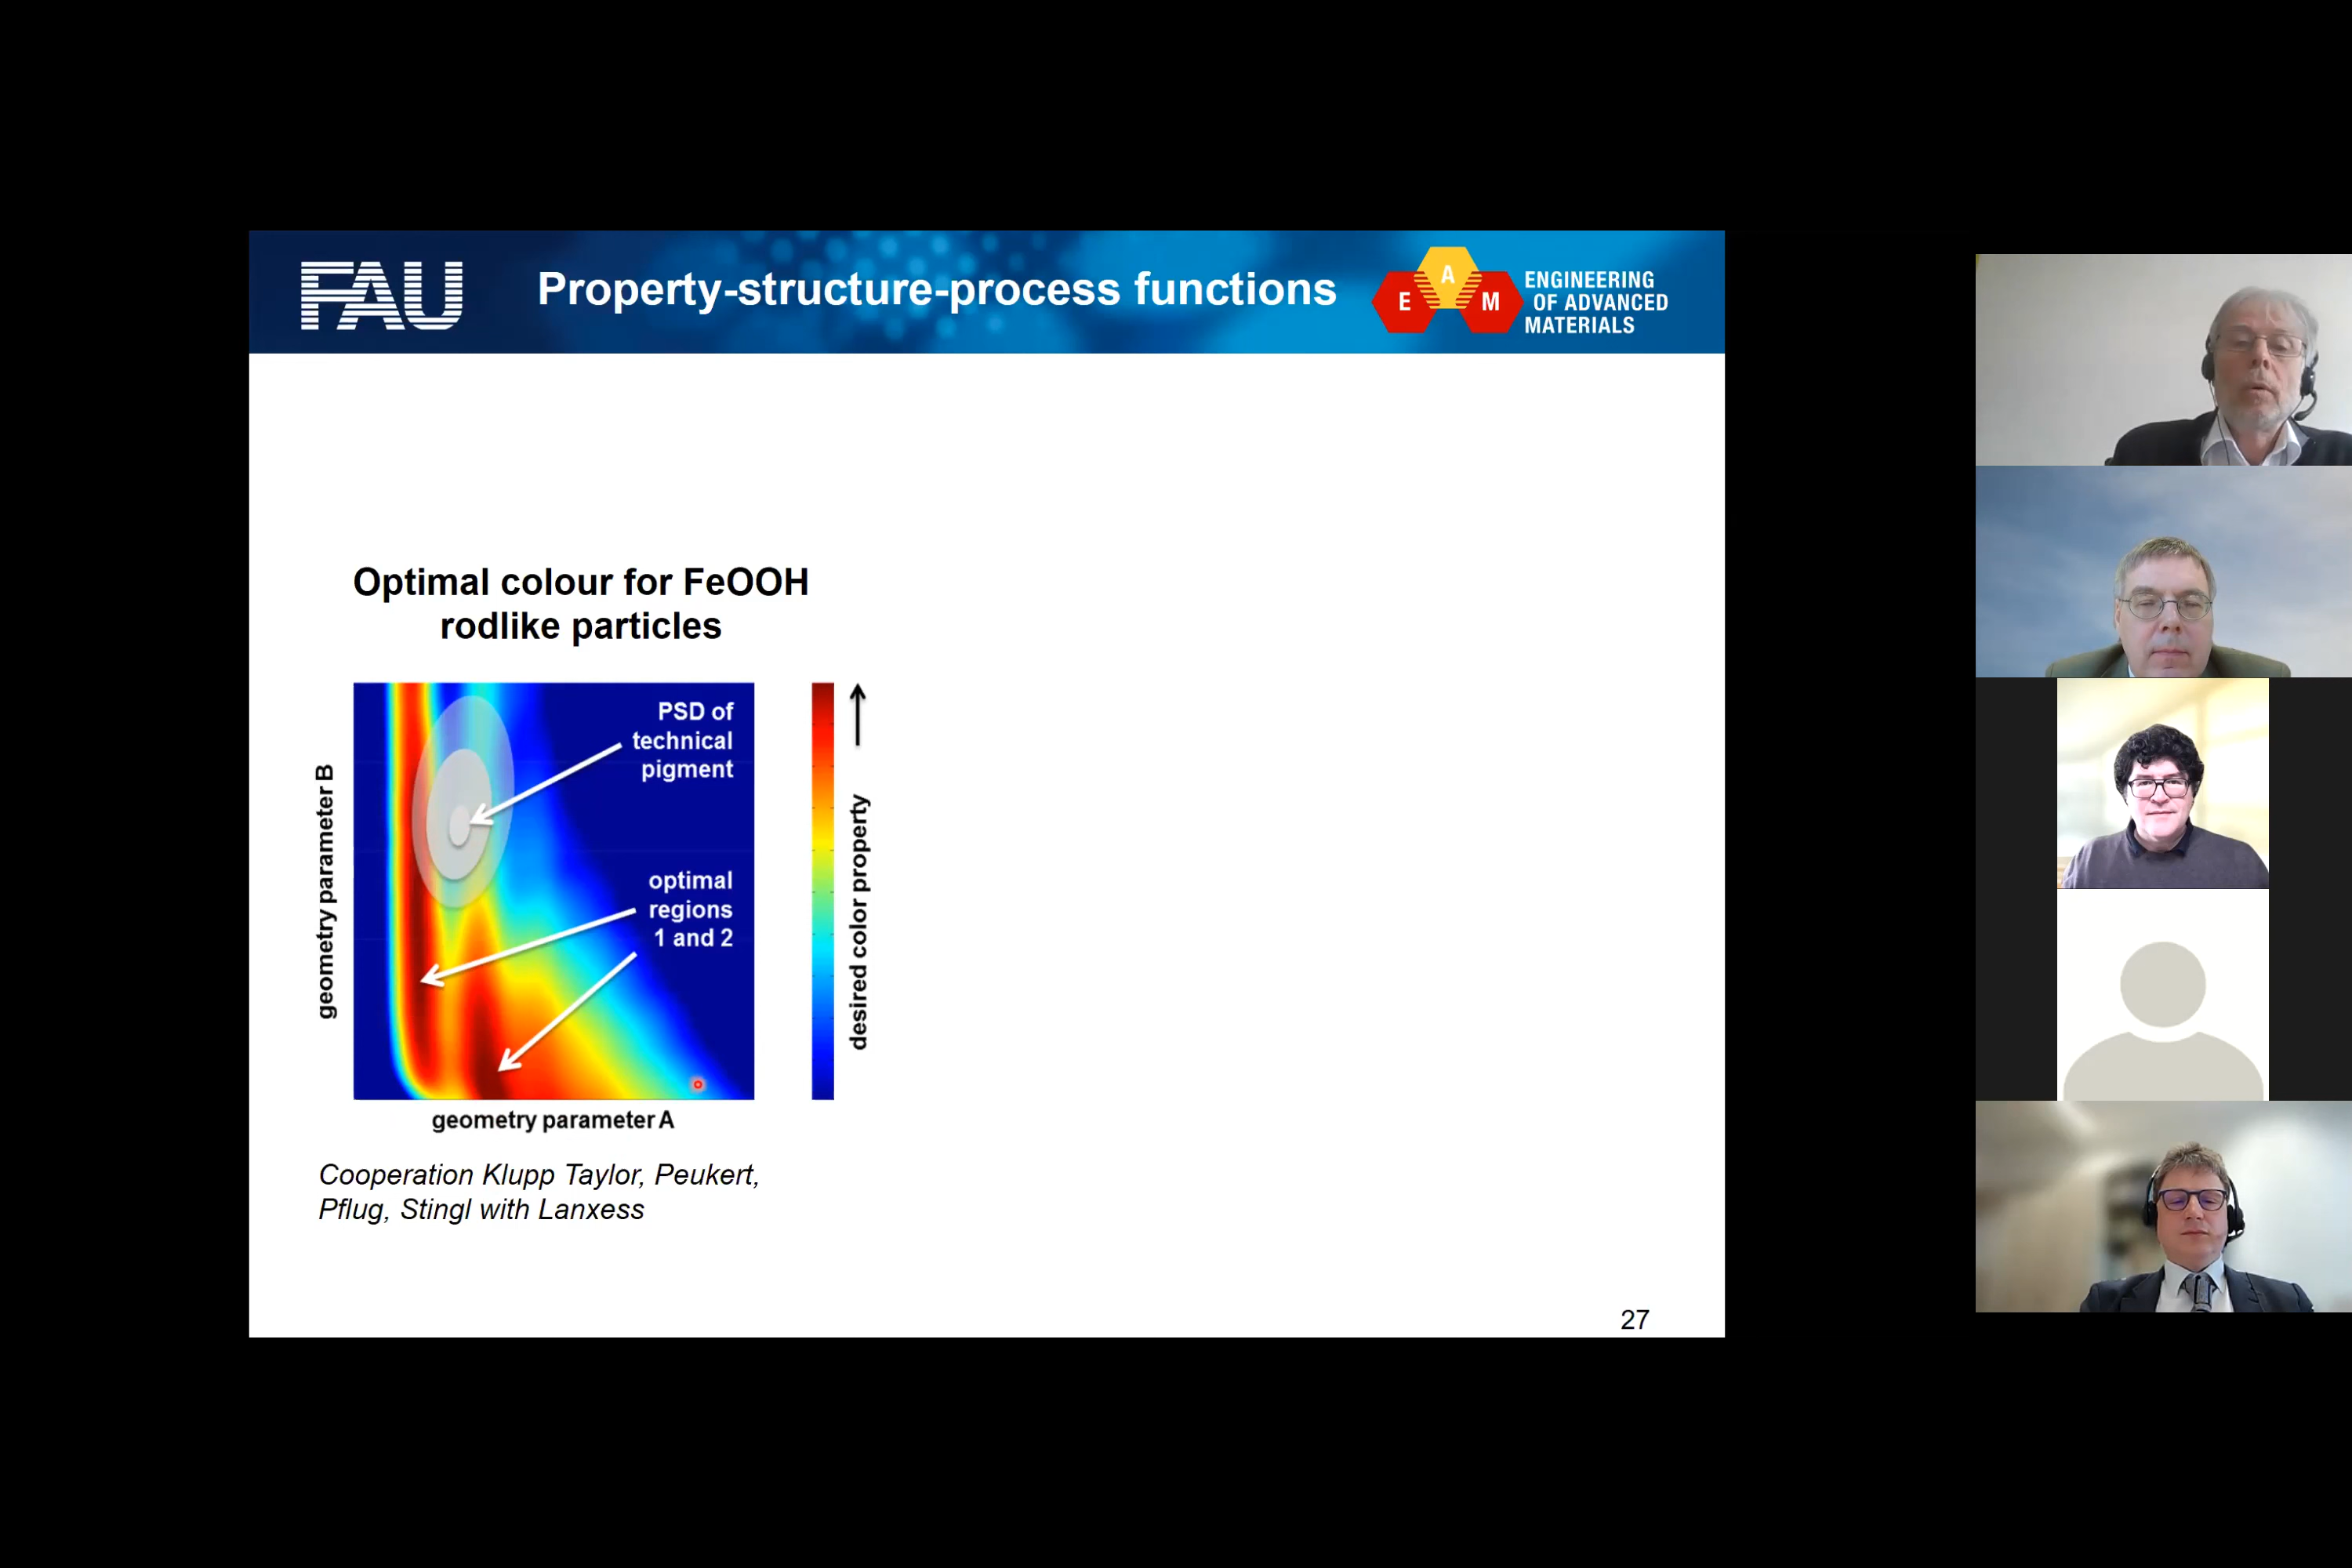 FAU
Property-structure-process functions
E A M
ENGINEERING
OF ADVANCED
MATERIALS
Optimal colour for FeOOH
rodlike particles
PSD of
technical
pigment
optimal
regions
1 and 2
geometry parameter B
geometry parameter A
desired color property
Cooperation Klupp Taylor, Peukert,
Pflug, Stingl with Lanxess
27